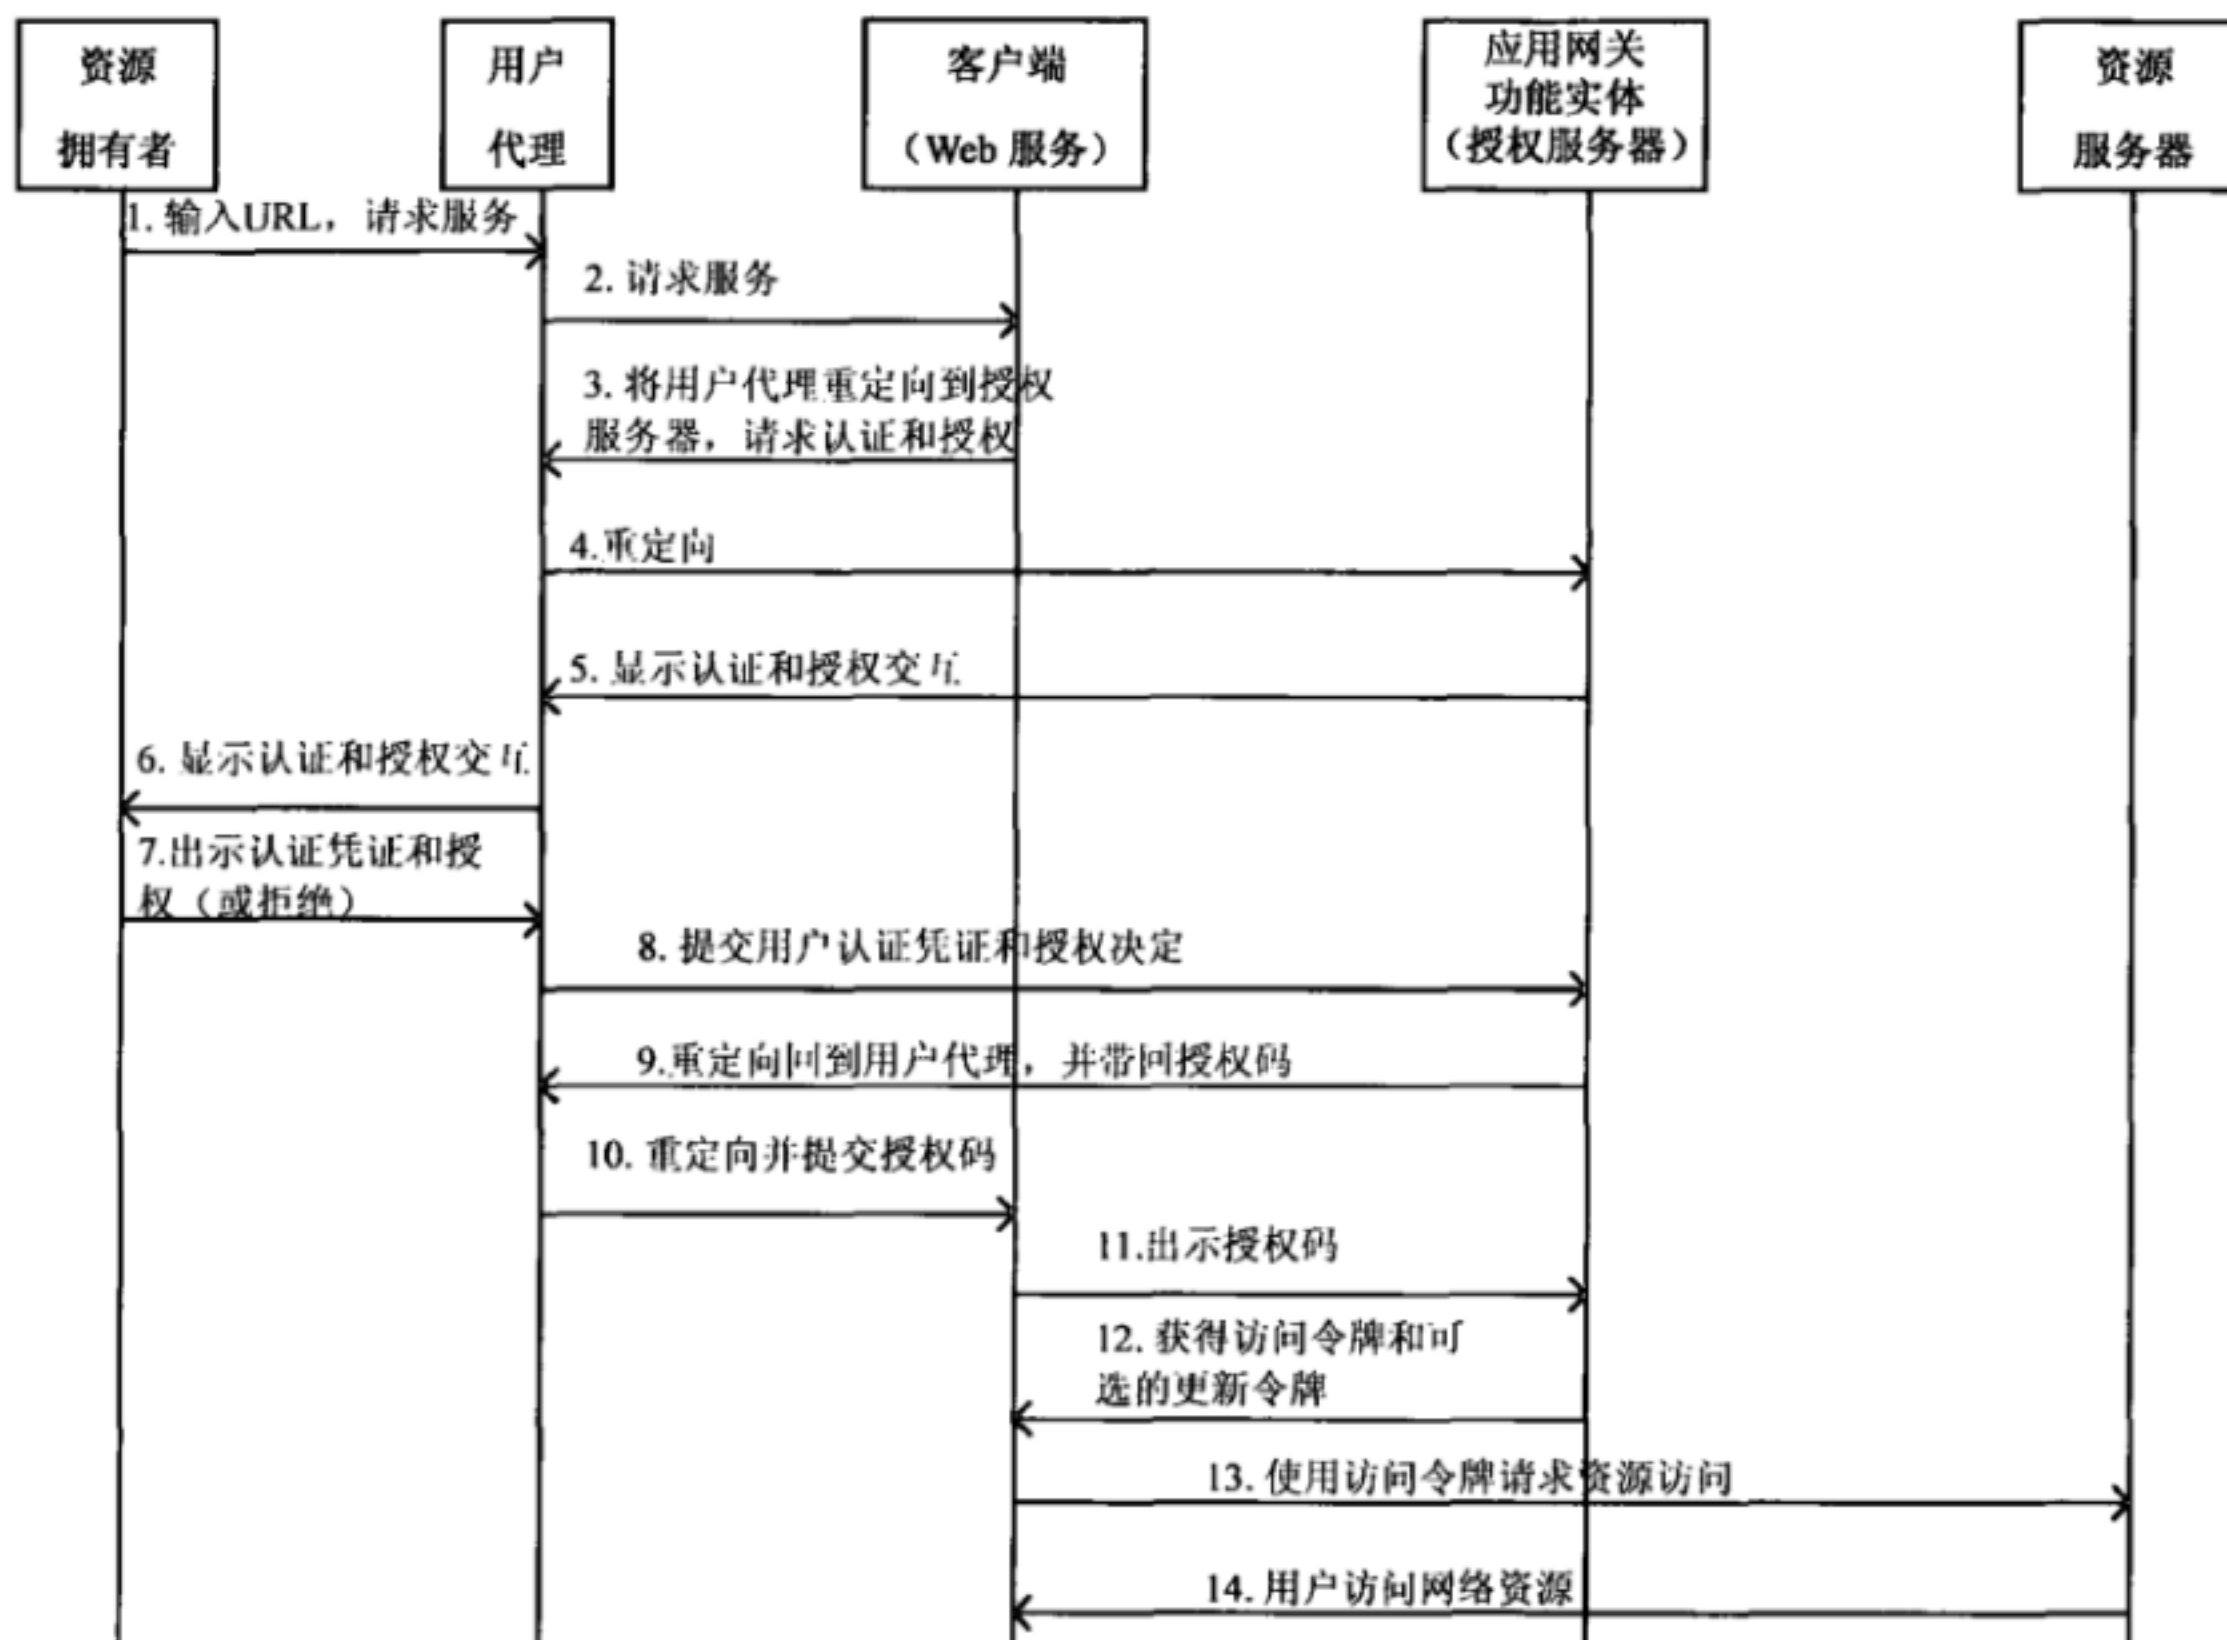 资源
拥有者
用户
代理
客户端
（Web 服务）
应用网关
功能实体
（授权服务器）
资源
服务器
1. 输入URL，请求服务
2. 请求服务
3. 将用户代理重定向到授权
服务器，请求认证和授权
4.重定向
5. 显示认证和授权交互
6. 显示认证和授权交互
7.出示认证凭证和授
权（或拒绝）
8. 提交用户认证凭证和授权决定
9.重定向回到用户代理，并带回授权码
10. 重定向并提交授权码
11.出示授权码
12. 获得访问令牌和可
选的更新令牌
13. 使用访问令牌请求资源访问
14. 用户访问网络资源